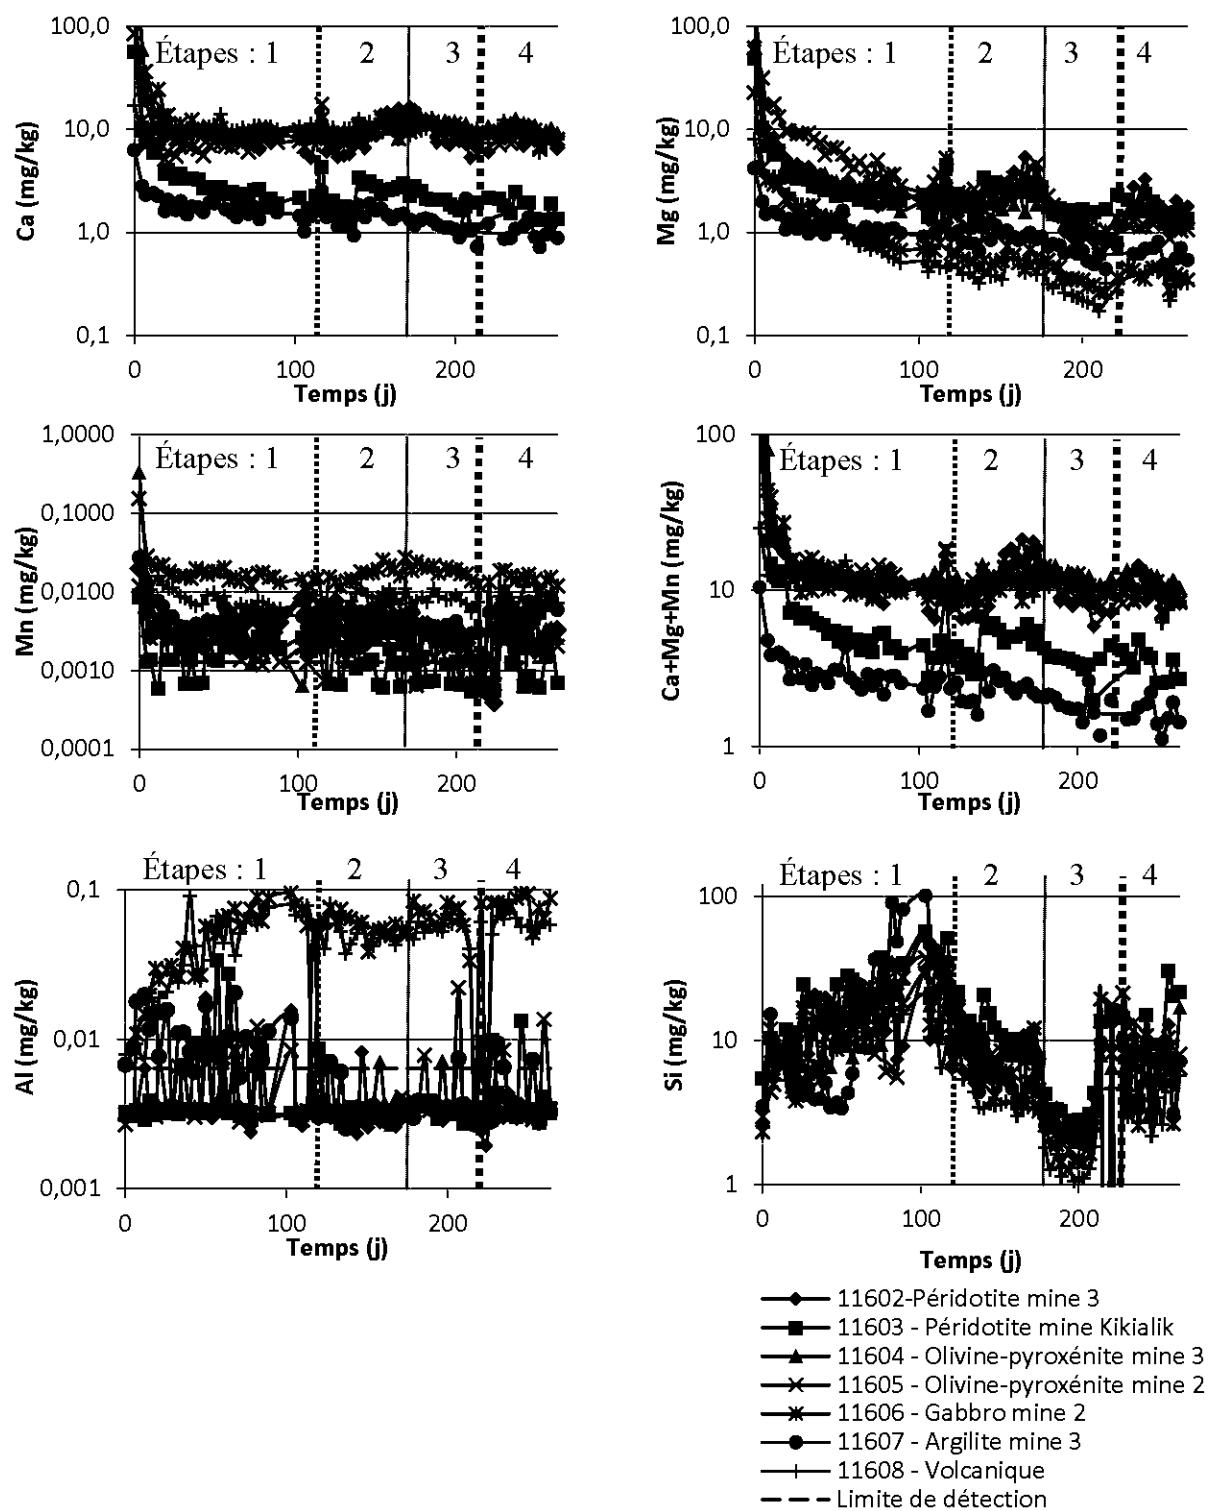 Ca (mg/kg)
100,0
10,0
1,0
0,1
Étapes : 1 2 3 4
0 100 200
Temps (j)
Mg (mg/kg)
100,0
10,0
1,0
0,1
Étapes : 1 2 3 4
0 100 200
Temps (j)
Mn (mg/kg)
1,0000
0,1000
0,0100
0,0010
0,0001
Étapes : 1 2 3 4
0 100 200
Temps (j)
Ca+Mg+Mn (mg/kg)
100
10
1
Étapes : 1 2 3 4
0 100 200
Temps (j)
Al (mg/kg)
0,1
0,01
0,001
Étapes : 1 2 3 4
0 100 200
Temps (j)
Si (mg/kg)
100
10
1
Étapes : 1 2 3 4
0 100 200
Temps (j)
11602-Péridotite mine 3
11603 - Péridotite mine Kikialik
11604 - Olivine-pyroxénite mine 3
11605 - Olivine-pyroxénite mine 2
11606 - Gabbro mine 2
11607 - Argilite mine 3
11608 - Volcanique
Limite de détection